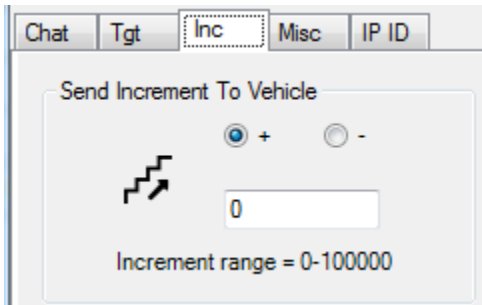 Chat Tgt Inc Misc IP ID
Send Increment To Vehicle
+ -
0
Increment range = 0-100000